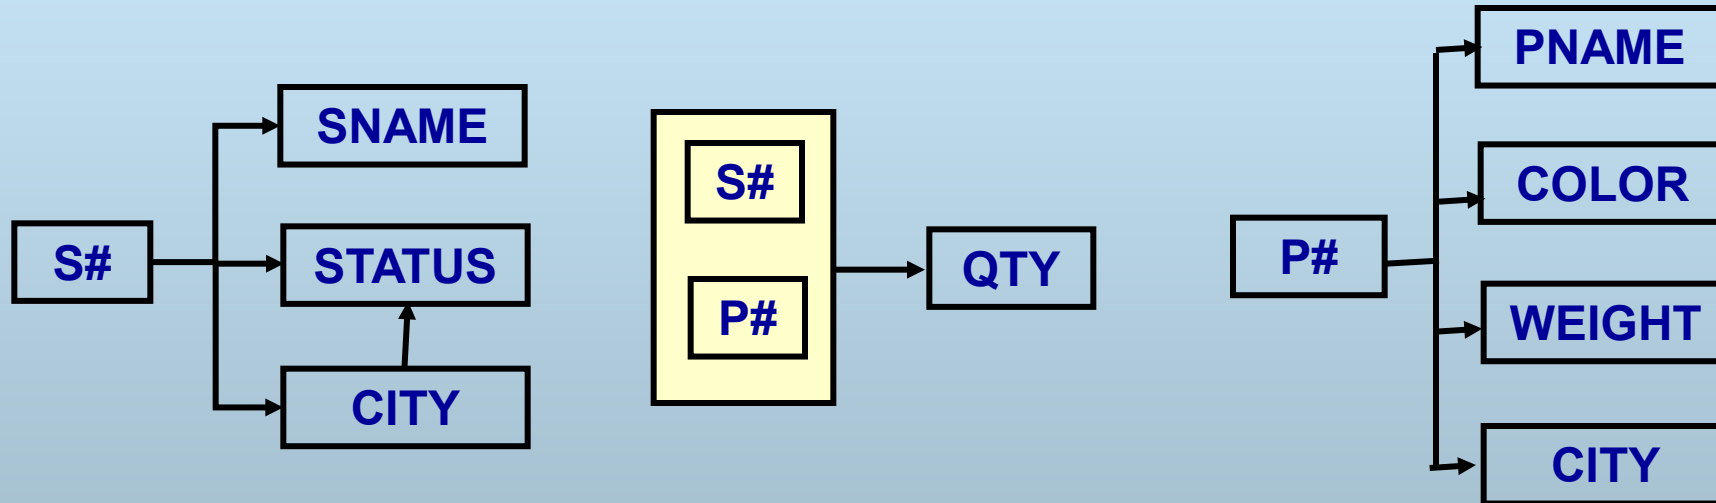 S#
SNAME
STATUS
CITY
S#
P#
QTY
P#
PNAME
COLOR
WEIGHT
CITY